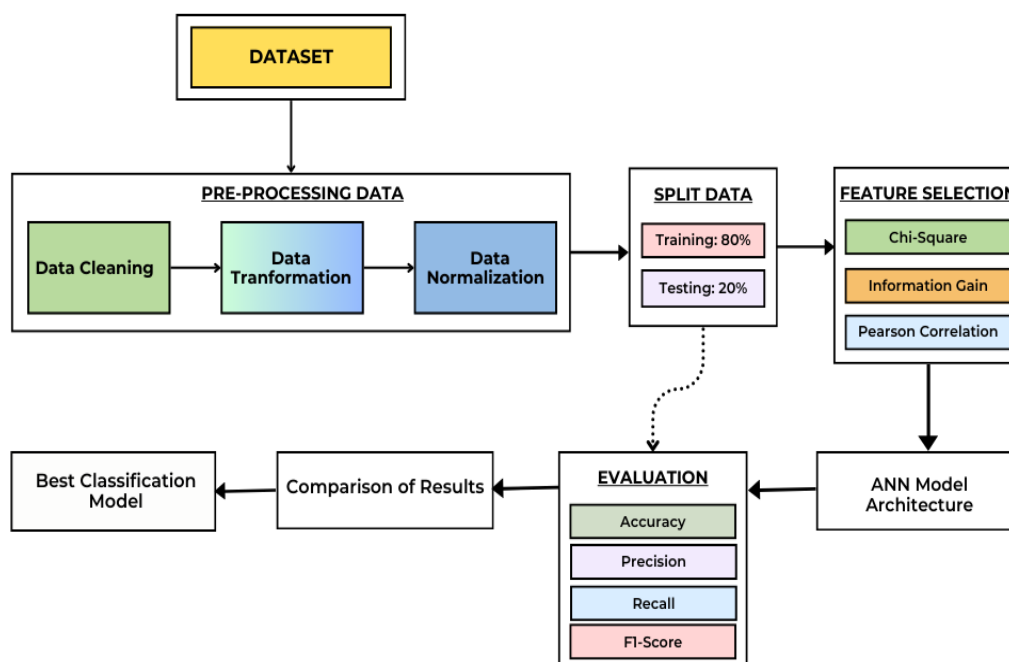 DATASET
PRE-PROCESSING DATA
Data Cleaning
Data
Tranformation
Data
Normalization
SPLIT DATA
Training: 80%
Testing: 20%
FEATURE SELECTION
Chi-Square
Information Gain
Pearson Correlation
ANN Model
Architecture
EVALUATION
Accuracy
Precision
Recall
F1-Score
Comparison of Results
Best Classification
Model